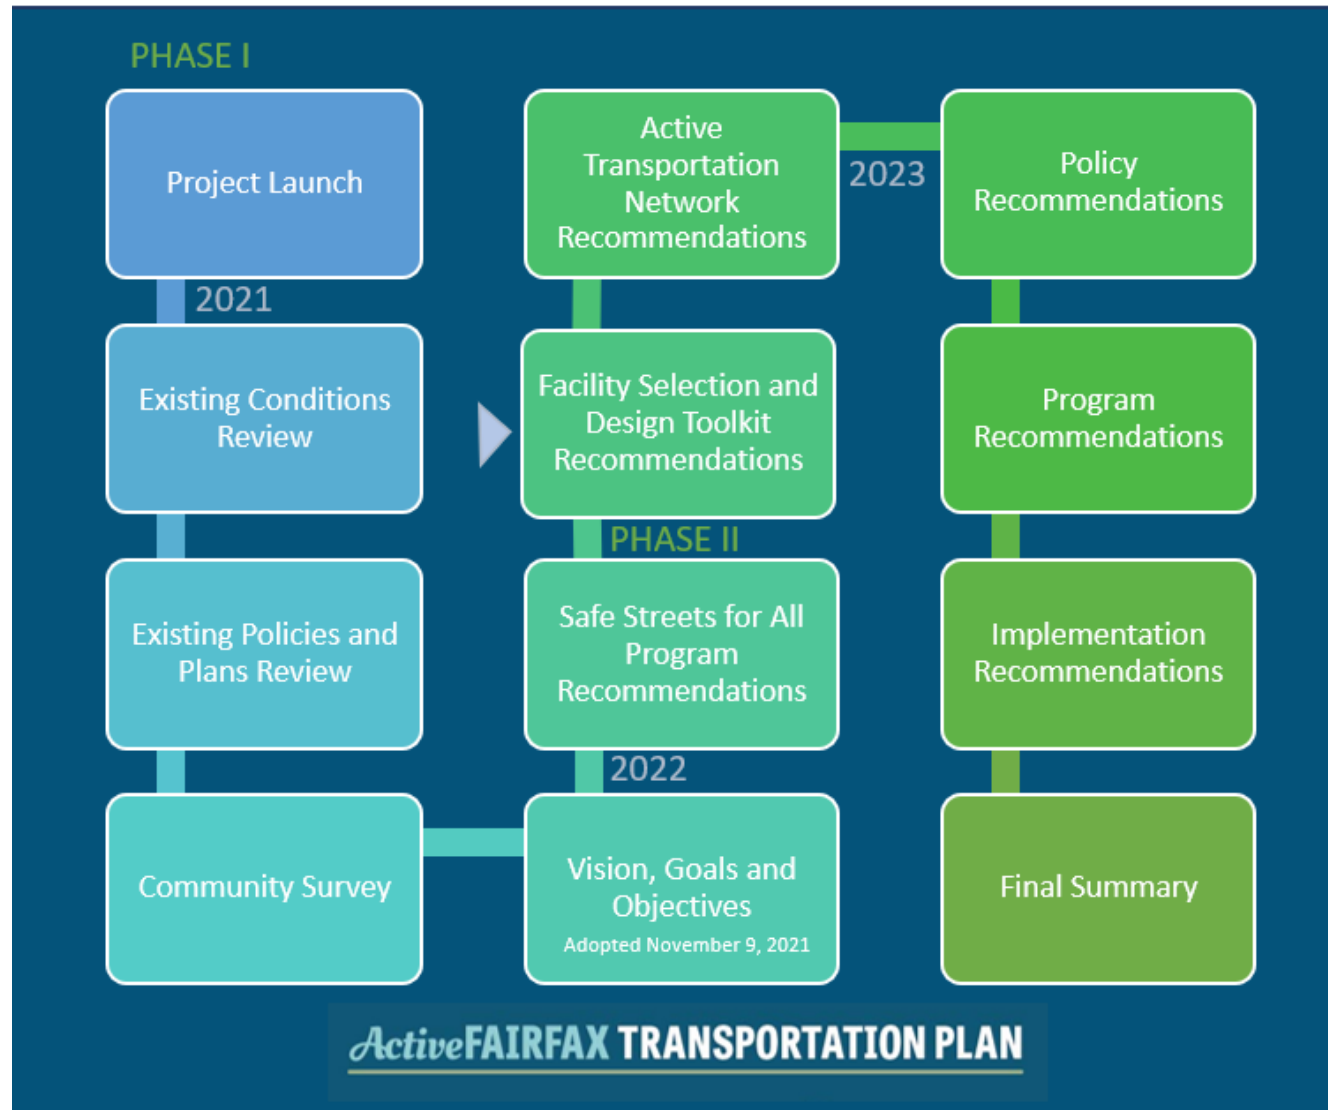 PHASE I
Project Launch
2021
Existing Conditions
Review
Existing Policies and
Plans Review
Community Survey
Vision, Goals and
Objectives
Adopted November 9, 2021
2022
Safe Streets for All
Program
Recommendations
PHASE II
Facility Selection and
Design Toolkit
Recommendations
Active
Transportation
Network
Recommendations
2023
Policy
Recommendations
Program
Recommendations
Implementation
Recommendations
Final Summary
ActiveFAIRFAX TRANSPORTATION PLAN